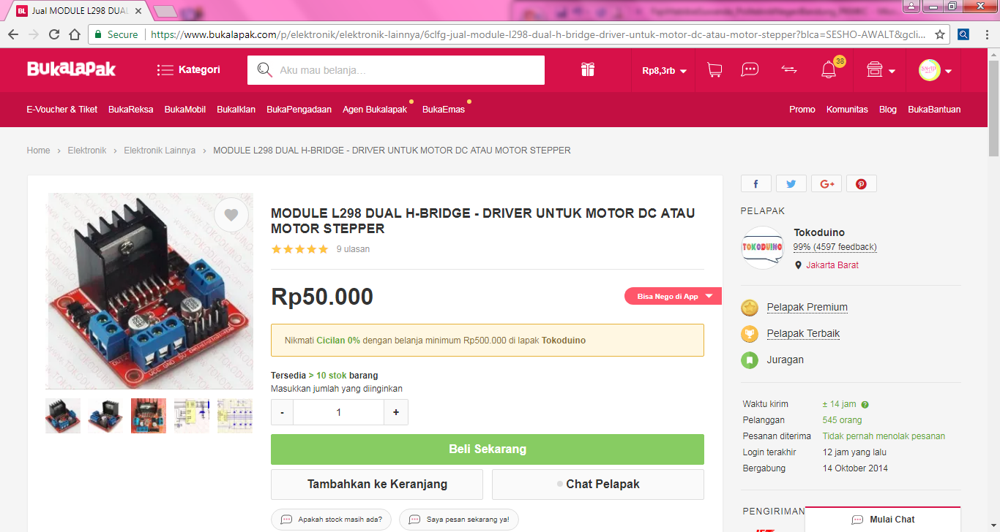 Jual MODULE L298 DUAL
Secure
https://www.bukalapak.com/p/elektronik/elektronik-lainnya/6clfg-jual-module-l298-dual-h-bridge-driver-untuk-motor-dc-atau-motor-stepper?blca=SESHO-AWALT&gcli...
BUKALAPAK
Kategori
Aku mau belanja...
Rp8,3rb
38
E-Voucher & Tiket
BukaReksa
BukaMobil
BukaIklan
BukaPengadaan
Agen Bukalapak
BukaEmas
Promo
Komunitas
Blog
BukaBantuan
Home › Elektronik › Elektronik Lainnya › MODULE L298 DUAL H-BRIDGE - DRIVER UNTUK MOTOR DC ATAU MOTOR STEPPER
MODULE L298 DUAL H-BRIDGE - DRIVER UNTUK MOTOR DC ATAU
MOTOR STEPPER
9 ulasan
Rp50.000
Bisa Nego di App
Nikmati Cicilan 0% dengan belanja minimum Rp500.000 di lapak Tokoduino
Tersedia > 10 stok barang
Masukkan jumlah yang diinginkan
- 1 +
Beli Sekarang
Tambahkan ke Keranjang
Chat Pelapak
Apakah stock masih ada?
Saya pesan sekarang ya!
VCC GND 5V
PELAPAK
TOKODUINO
Tokoduino
99% (4597 feedback)
Jakarta Barat
Pelapak Premium
Pelapak Terbaik
Juragan
Waktu kirim ± 14 jam
Pelanggan 545 orang
Pesanan diterima Tidak pernah menolak pesanan
Login terakhir 12 jam yang lalu
Bergabung 14 Oktober 2014
PENGIRIMAN
Mulai Chat